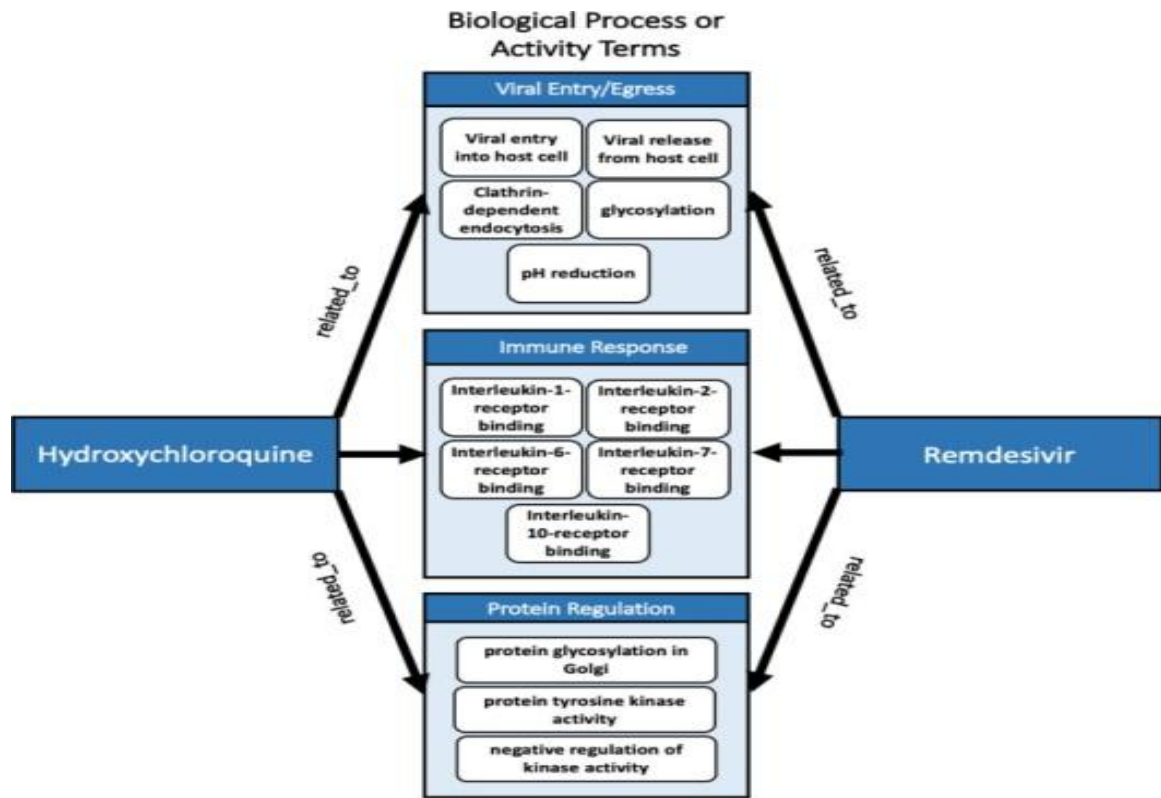 Biological Process or
Activity Terms
Viral Entry/Egress
Viral entry
into host cell
Viral release
from host cell
Clathrin-
dependent
endocytosis
glycosylation
pH reduction
related_to
related_to
Immune Response
Interleukin-1-
receptor
binding
Interleukin-2-
receptor
binding
Hydroxychloroquine
Remdesivir
Interleukin-6-
receptor
binding
Interleukin-7-
receptor
binding
Interleukin-
10-receptor
binding
related_to
related_to
Protein Regulation
protein glycosylation in
Golgi
protein tyrosine kinase
activity
negative regulation of
kinase activity